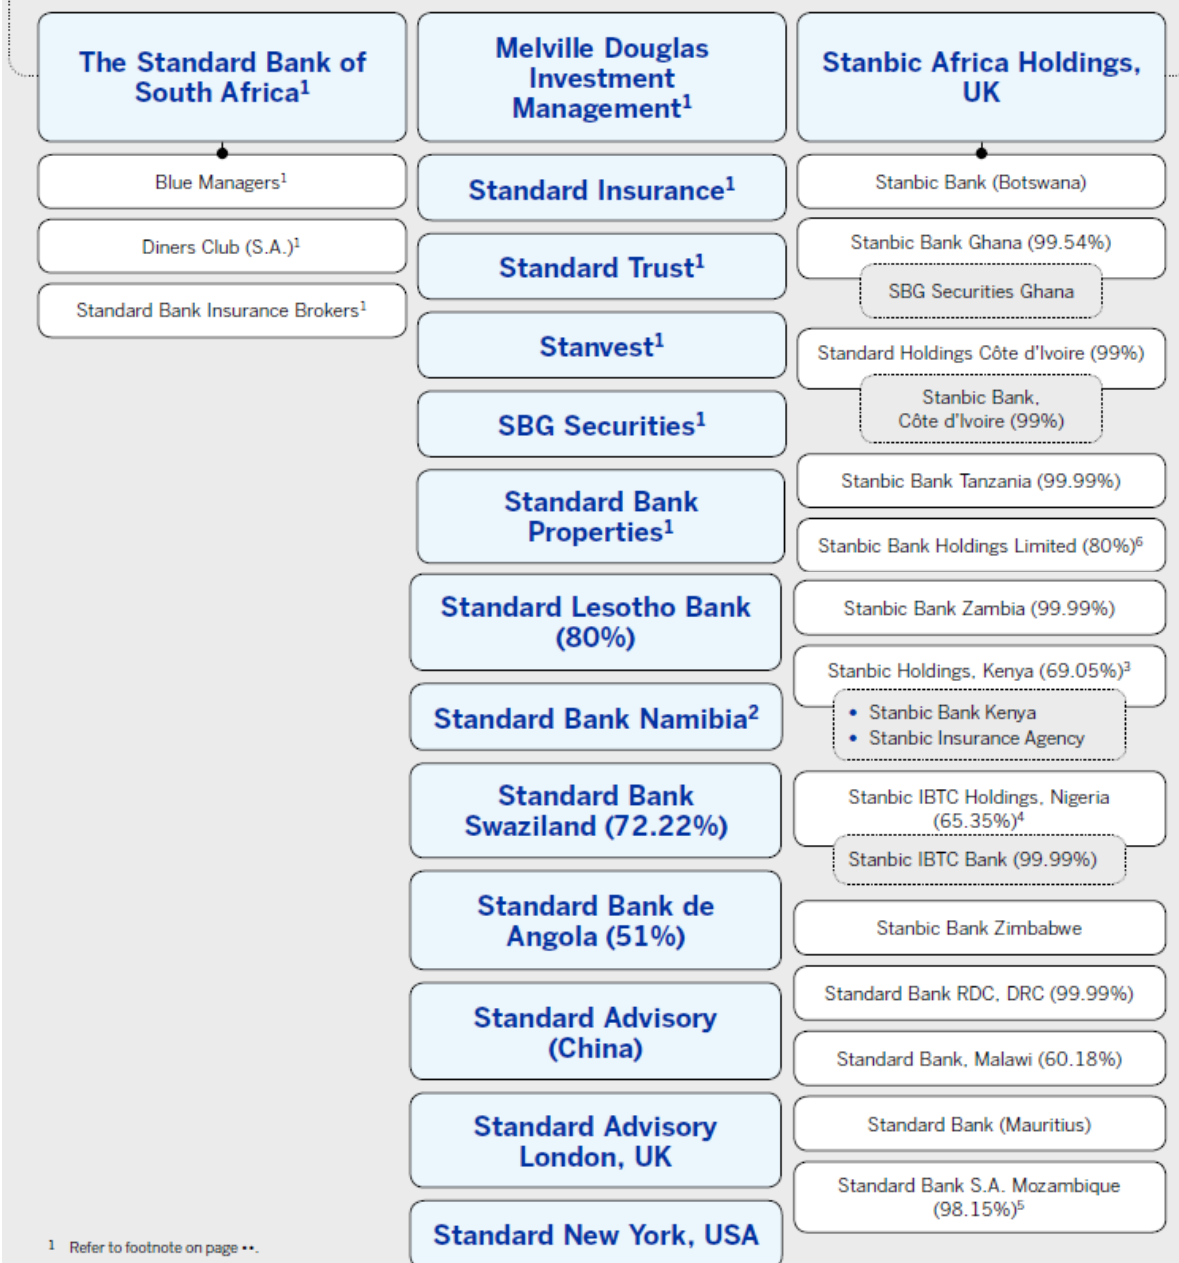 The Standard Bank of
South Africa¹
Blue Managers¹
Diners Club (S.A.)¹
Standard Bank Insurance Brokers¹
Melville Douglas
Investment
Management¹
Standard Insurance¹
Standard Trust¹
Stanvest¹
SBG Securities¹
Standard Bank
Properties¹
Standard Lesotho Bank
(80%)
Standard Bank Namibia²
Standard Bank
Swaziland (72.22%)
Standard Bank de
Angola (51%)
Standard Advisory
(China)
Standard Advisory
London, UK
Standard New York, USA
Stanbic Africa Holdings,
UK
Stanbic Bank (Botswana)
Stanbic Bank Ghana (99.54%)
SBG Securities Ghana
Standard Holdings Côte d'Ivoire (99%)
Stanbic Bank,
Côte d'Ivoire (99%)
Stanbic Bank Tanzania (99.99%)
Stanbic Bank Holdings Limited (80%)⁶
Stanbic Bank Zambia (99.99%)
Stanbic Holdings, Kenya (69.05%)³
• Stanbic Bank Kenya
• Stanbic Insurance Agency
Stanbic IBTC Holdings, Nigeria
(65.35%)⁴
Stanbic IBTC Bank (99.99%)
Stanbic Bank Zimbabwe
Standard Bank RDC, DRC (99.99%)
Standard Bank, Malawi (60.18%)
Standard Bank (Mauritius)
Standard Bank S.A. Mozambique
(98.15%)⁵
¹ Refer to footnote on page ••.